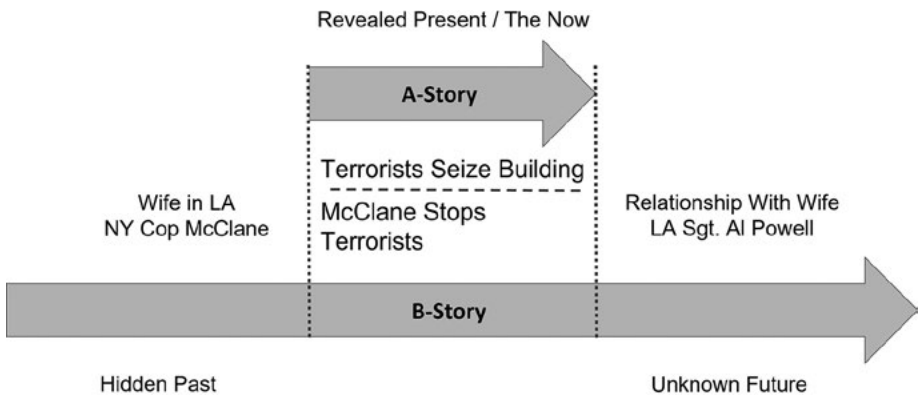 Revealed Present / The Now
A-Story
Terrorists Seize Building
Wife in LA
NY Cop McClane
McClane Stops
Terrorists
Relationship With Wife
LA Sgt. Al Powell
B-Story
Hidden Past
Unknown Future